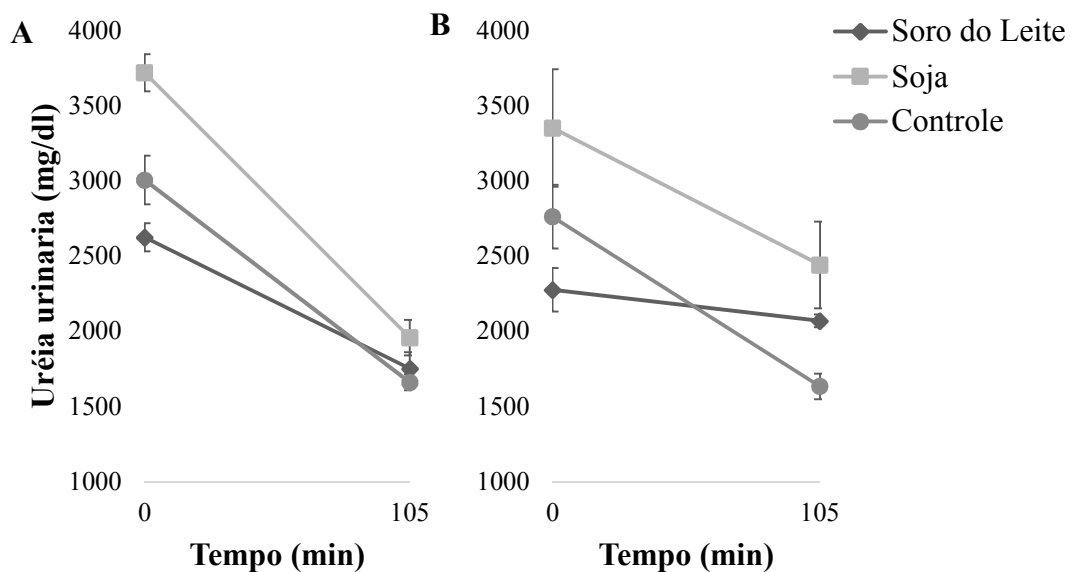 A
4000
3500
3000
2500
2000
1500
1000
0
105
Tempo (min)
Uréia urinaria (mg/dl)
B
4000
3500
3000
2500
2000
1500
1000
0
105
Tempo (min)
Soro do Leite
Soja
Controle